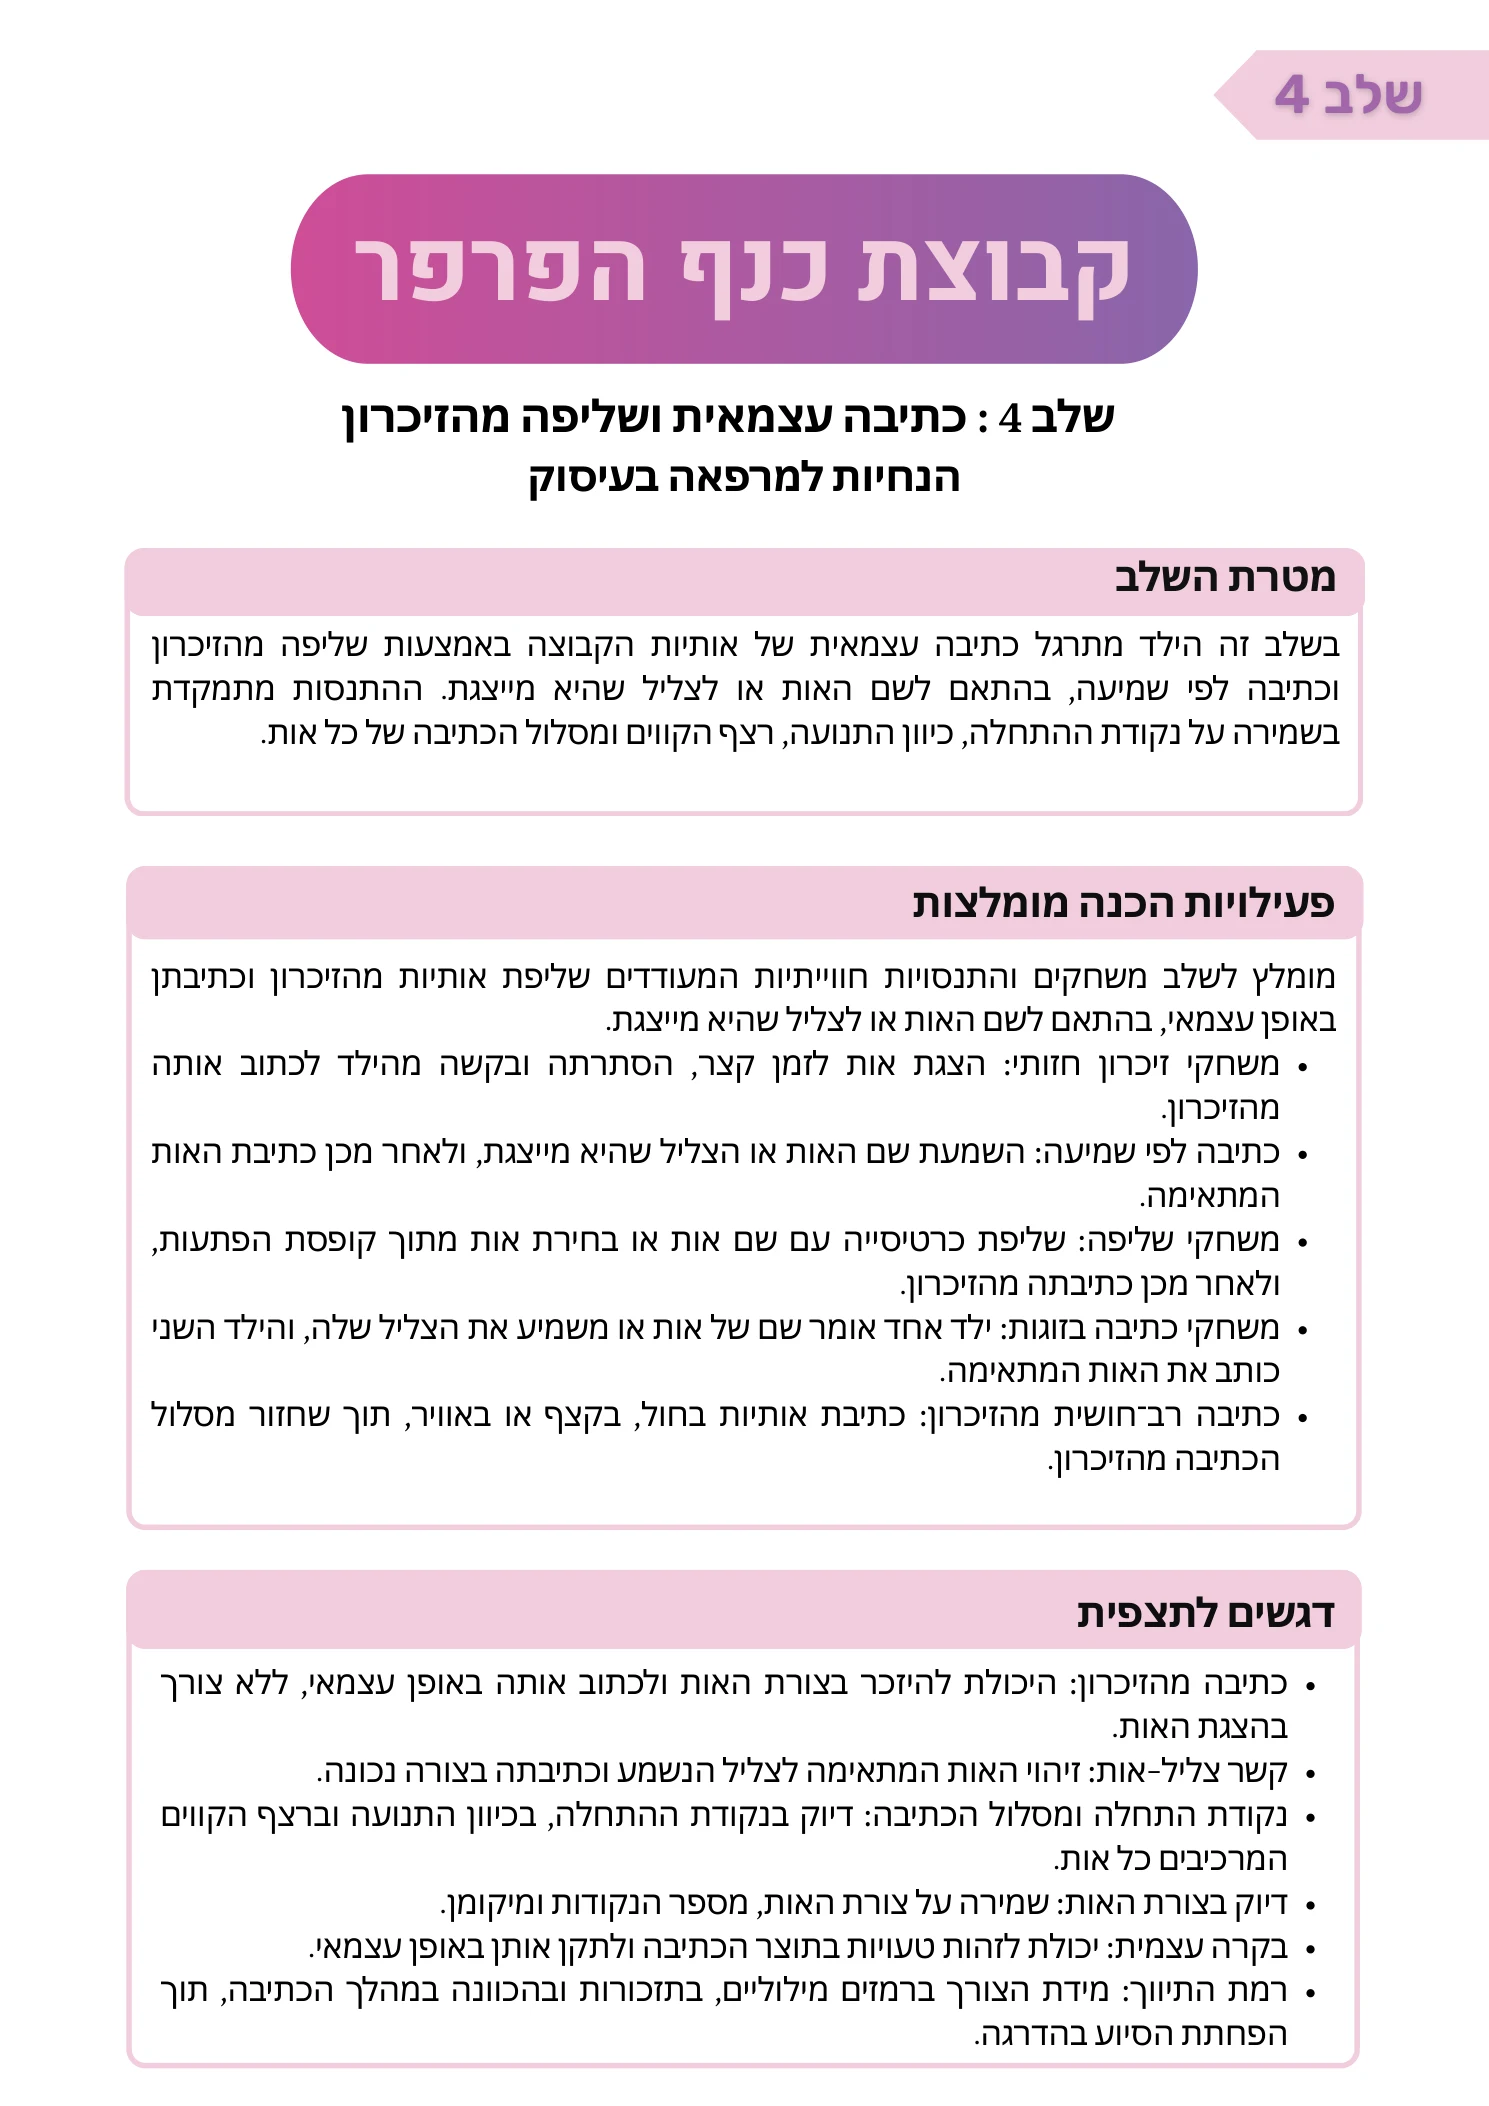 שלב 4
קבוצת כנף הפרפר
שלב 4 : כתיבה עצמאית ושליפה מהזיכרון
הנחיות למרפאה בעיסוק
מטרת השלב
בשלב זה הילד מתרגל כתיבה עצמאית של אותיות הקבוצה באמצעות שליפה מהזיכרון
וכתיבה לפי שמיעה, בהתאם לשם האות או לצליל שהיא מייצגת. ההתנסות מתמקדת
בשמירה על נקודת ההתחלה, כיוון התנועה, רצף הקווים ומסלול הכתיבה של כל אות.
פעילויות הכנה מומלצות
מומלץ לשלב משחקים והתנסויות חווייתיות המעודדים שליפת אותיות מהזיכרון וכתיבתן
באופן עצמאי, בהתאם לשם האות או לצליל שהיא מייצגת.
• משחקי זיכרון חזותי: הצגת אות לזמן קצר, הסתרתה ובקשה מהילד לכתוב אותה
מהזיכרון.
• כתיבה לפי שמיעה: השמעת שם האות או הצליל שהיא מייצגת, ולאחר מכן כתיבת האות
המתאימה.
• משחקי שליפה: שליפת כרטיסייה עם שם אות או בחירת אות מתוך קופסת הפתעות,
ולאחר מכן כתיבתה מהזיכרון.
• משחקי כתיבה בזוגות: ילד אחד אומר שם של אות או משמיע את הצליל שלה, והילד השני
כותב את האות המתאימה.
• כתיבה רב־חושית מהזיכרון: כתיבת אותיות בחול, בקצף או באוויר, תוך שחזור מסלול
הכתיבה מהזיכרון.
דגשים לתצפית
• כתיבה מהזיכרון: היכולת להיזכר בצורת האות ולכתוב אותה באופן עצמאי, ללא צורך
בהצגת האות.
• קשר צליל-אות: זיהוי האות המתאימה לצליל הנשמע וכתיבתה בצורה נכונה.
• נקודת התחלה ומסלול הכתיבה: דיוק בנקודת ההתחלה, בכיוון התנועה וברצף הקווים
המרכיבים כל אות.
• דיוק בצורת האות: שמירה על צורת האות, מספר הנקודות ומיקומן.
• בקרה עצמית: יכולת לזהות טעויות בתוצר הכתיבה ולתקן אותן באופן עצמאי.
• רמת התיווך: מידת הצורך ברמזים מילוליים, בתזכורות ובהכוונה במהלך הכתיבה, תוך
הפחתת הסיוע בהדרגה.